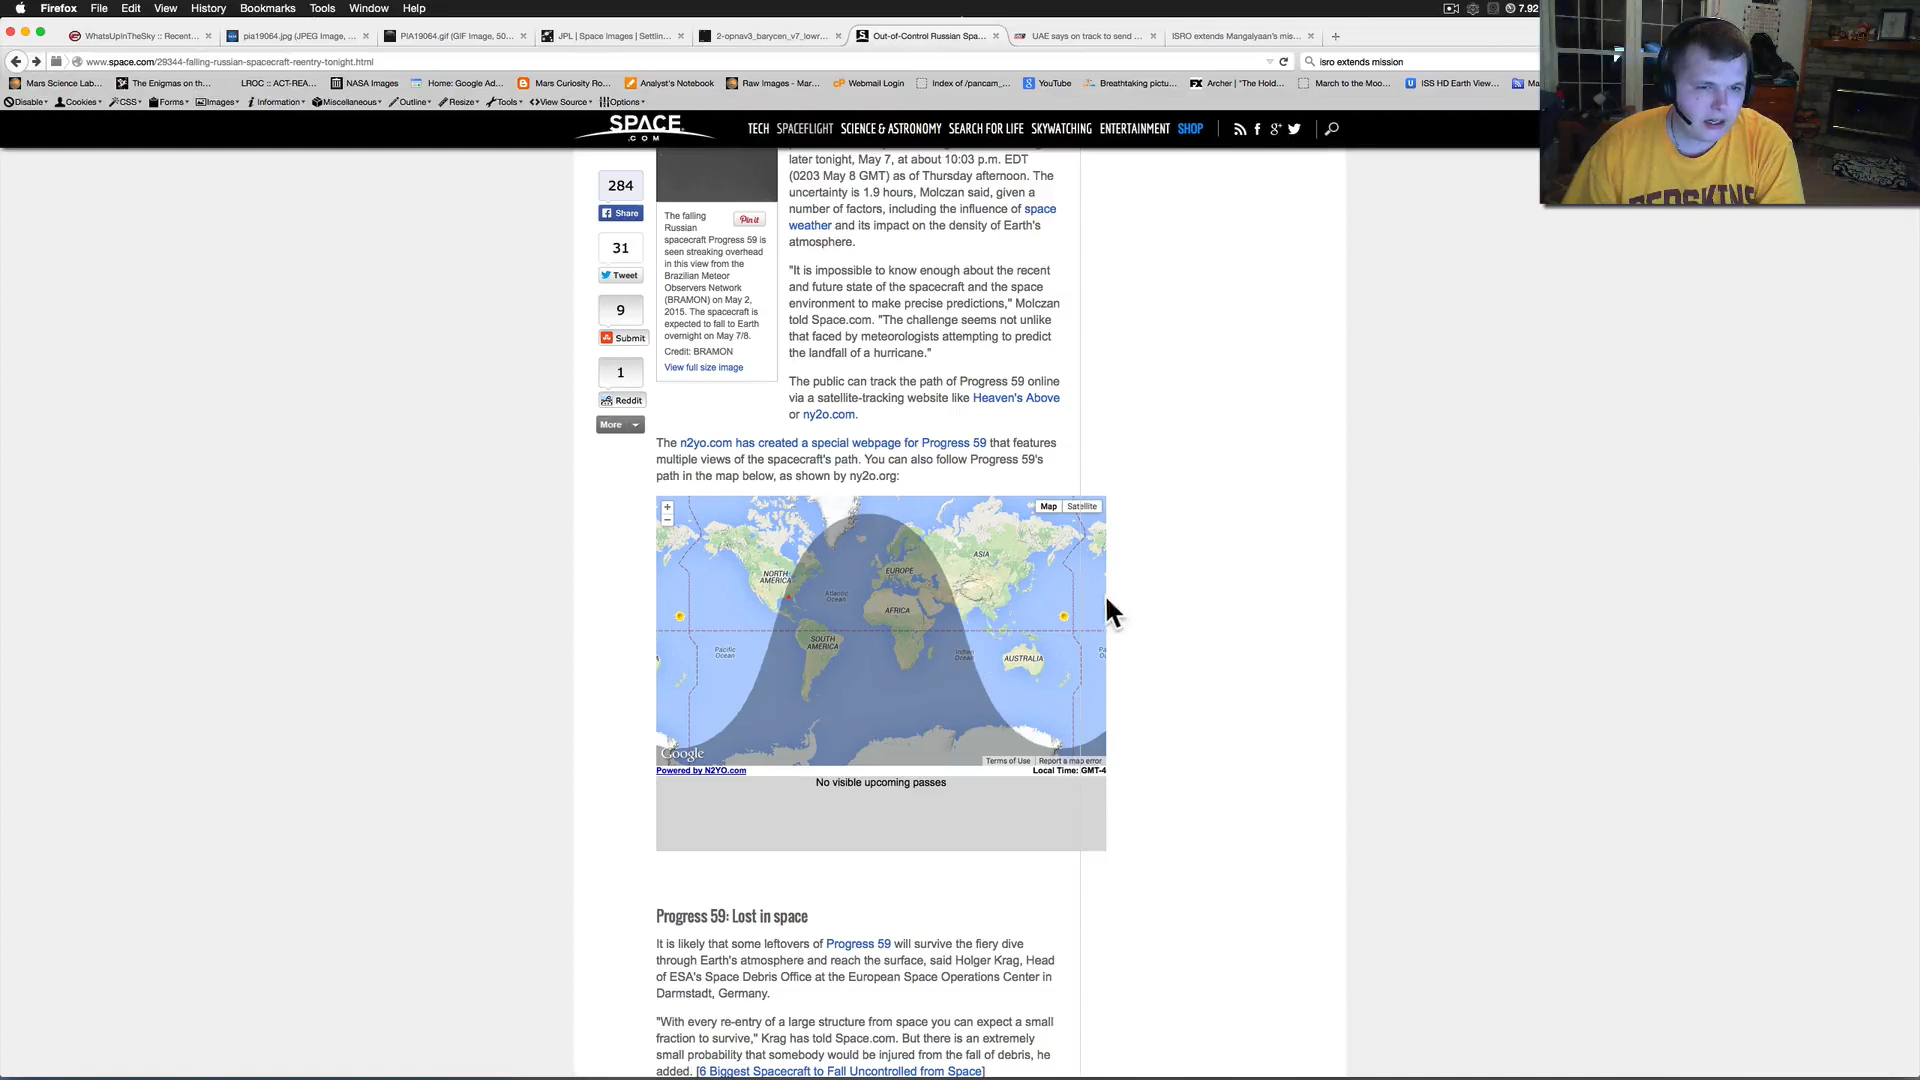 Firefox File Edit View History Bookmarks Tools Window Help 7.92
WhatsUpInTheSky :: Recent... × pia19064.jpg (JPEG Image, ... × PIA19064.gif (GIF Image, 50... × JPL | Space Images | Settlin... × 2-opnav3_barycen_v7_lowr... × Out-of-Control Russian Spa... × UAE says on track to send ... × ISRO extends Mangalyaan's mis... × +
www.space.com/29344-falling-russian-spacecraft-reentry-tonight.html isro extends mission
Mars Science Lab... The Enigmas on th... LROC :: ACT-REA... NASA Images Home: Google Ad... Mars Curiosity Ro... Analyst's Notebook Raw Images - Mar... cP Webmail Login Index of /pancam_... YouTube Breathtaking pictu... FX Archer | "The Hold... March to the Moo... ISS HD Earth View... Ma
Disable Cookies CSS Forms Images Information Miscellaneous Outline Resize Tools View Source Options
SPACE .COM
TECH SPACEFLIGHT SCIENCE & ASTRONOMY SEARCH FOR LIFE SKYWATCHING ENTERTAINMENT SHOP
REDSKINS
284
Share
31
Tweet
9
Submit
1
Reddit
More
Pin it
The falling
Russian
spacecraft Progress 59 is
seen streaking overhead
in this view from the
Brazilian Meteor
Observers Network
(BRAMON) on May 2,
2015. The spacecraft is
expected to fall to Earth
overnight on May 7/8.
Credit: BRAMON
View full size image
later tonight, May 7, at about 10:03 p.m. EDT
(0203 May 8 GMT) as of Thursday afternoon. The
uncertainty is 1.9 hours, Molczan said, given a
number of factors, including the influence of space
weather and its impact on the density of Earth's
atmosphere.
"It is impossible to know enough about the recent
and future state of the spacecraft and the space
environment to make precise predictions," Molczan
told Space.com. "The challenge seems not unlike
that faced by meteorologists attempting to predict
the landfall of a hurricane."
The public can track the path of Progress 59 online
via a satellite-tracking website like Heaven's Above
or ny2o.com.
The n2yo.com has created a special webpage for Progress 59 that features
multiple views of the spacecraft's path. You can also follow Progress 59's
path in the map below, as shown by ny2o.org:
+
−
Map Satellite
ASIA
NORTH AMERICA
EUROPE
Atlantic Ocean
AFRICA
SOUTH AMERICA
Pacific Ocean
Indian Ocean
AUSTRALIA
Google
Terms of Use Report a map error
Powered by N2YO.com Local Time: GMT-4
No visible upcoming passes
Progress 59: Lost in space
It is likely that some leftovers of Progress 59 will survive the fiery dive
through Earth's atmosphere and reach the surface, said Holger Krag, Head
of ESA's Space Debris Office at the European Space Operations Center in
Darmstadt, Germany.
"With every re-entry of a large structure from space you can expect a small
fraction to survive," Krag has told Space.com. But there is an extremely
small probability that somebody would be injured from the fall of debris, he
added. [6 Biggest Spacecraft to Fall Uncontrolled from Space]